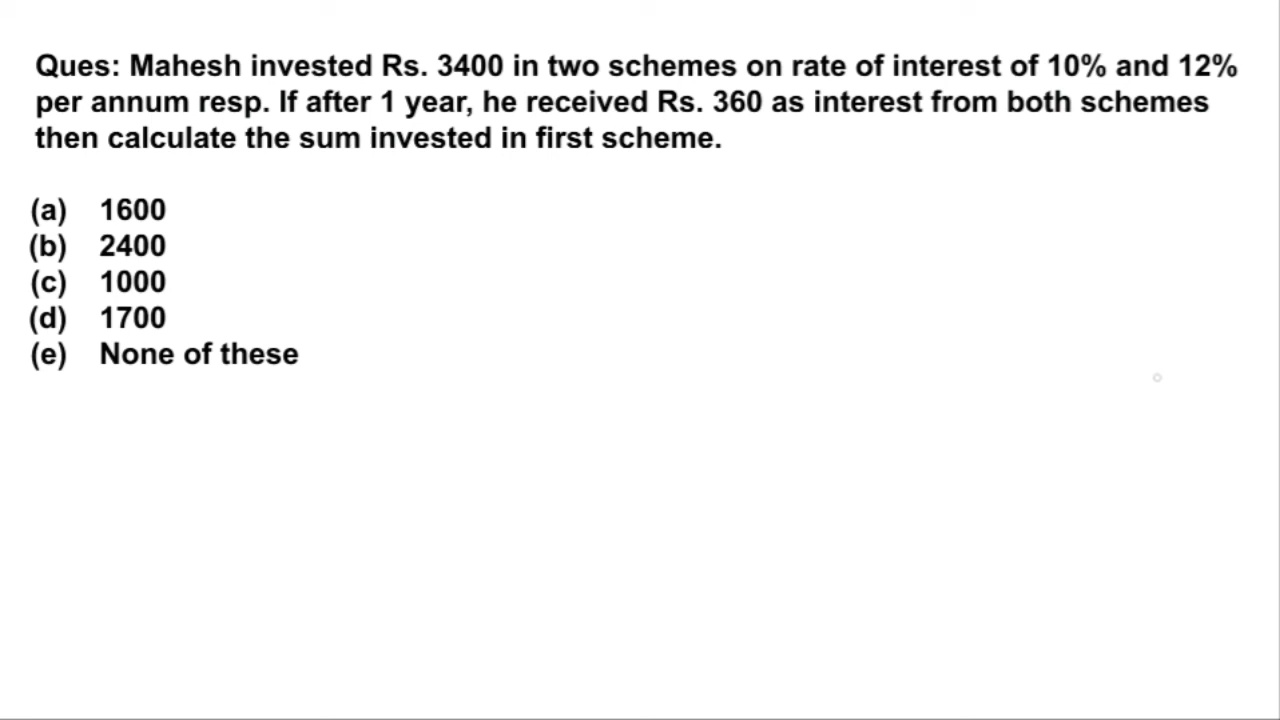 Ques: Mahesh invested Rs. 3400 in two schemes on rate of interest of 10% and 12%
per annum resp. If after 1 year, he received Rs. 360 as interest from both schemes
then calculate the sum invested in first scheme.
(a) 1600
(b) 2400
(c) 1000
(d) 1700
(e) None of these